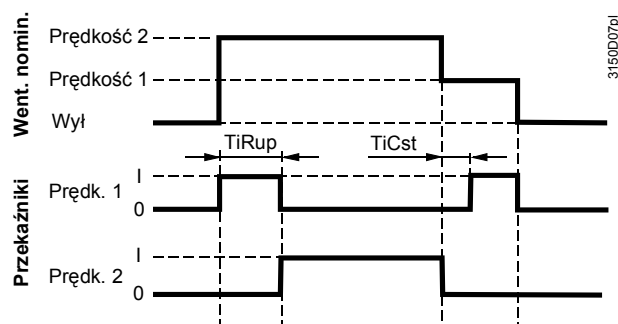 Went. nomin.
Prędkość 2
Prędkość 1
Wył
3150D07pl
TiRup
TiCst
Przekaźniki
Prędk. 1
I
0
Prędk. 2
I
0